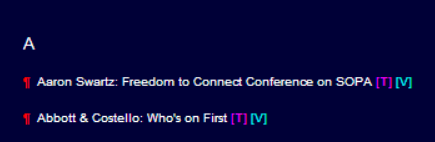 A
¶ Aaron Swartz: Freedom to Connect Conference on SOPA [T] [V]
¶ Abbott & Costello: Who's on First [T] [V]